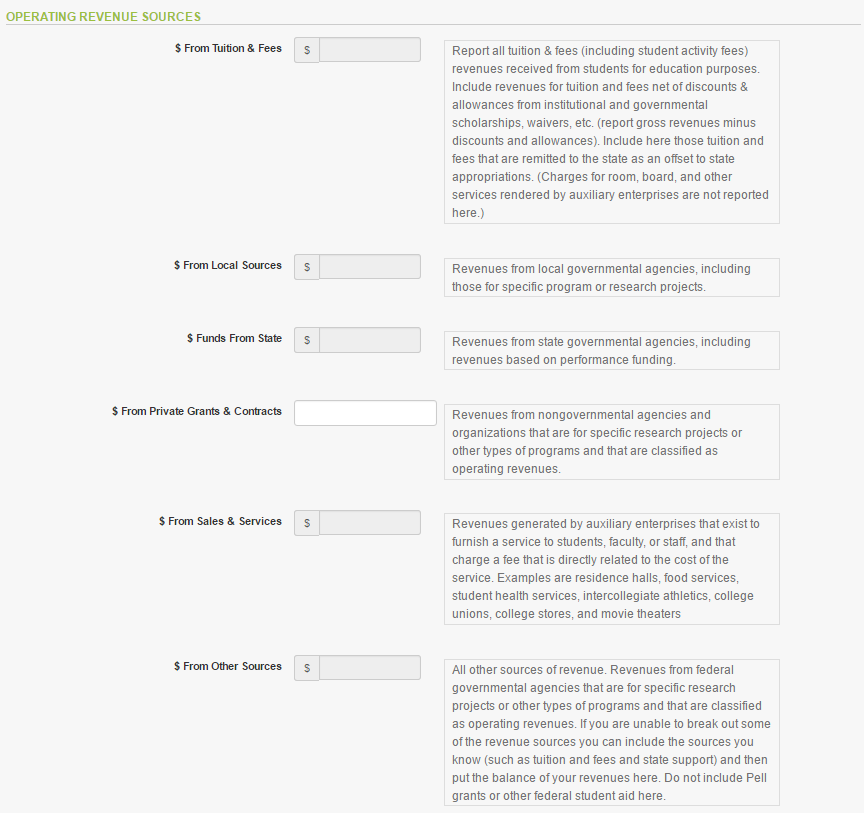 OPERATING REVENUE SOURCES
$ From Tuition & Fees
$
Report all tuition & fees (including student activity fees)
revenues received from students for education purposes.
Include revenues for tuition and fees net of discounts &
allowances from institutional and governmental
scholarships, waivers, etc. (report gross revenues minus
discounts and allowances). Include here those tuition and
fees that are remitted to the state as an offset to state
appropriations. (Charges for room, board, and other
services rendered by auxiliary enterprises are not reported
here.)
$ From Local Sources
$
Revenues from local governmental agencies, including
those for specific program or research projects.
$ Funds From State
$
Revenues from state governmental agencies, including
revenues based on performance funding.
$ From Private Grants & Contracts
Revenues from nongovernmental agencies and
organizations that are for specific research projects or
other types of programs and that are classified as
operating revenues.
$ From Sales & Services
$
Revenues generated by auxiliary enterprises that exist to
furnish a service to students, faculty, or staff, and that
charge a fee that is directly related to the cost of the
service. Examples are residence halls, food services,
student health services, intercollegiate athletics, college
unions, college stores, and movie theaters
$ From Other Sources
$
All other sources of revenue. Revenues from federal
governmental agencies that are for specific research
projects or other types of programs and that are classified
as operating revenues. If you are unable to break out some
of the revenue sources you can include the sources you
know (such as tuition and fees and state support) and then
put the balance of your revenues here. Do not include Pell
grants or other federal student aid here.